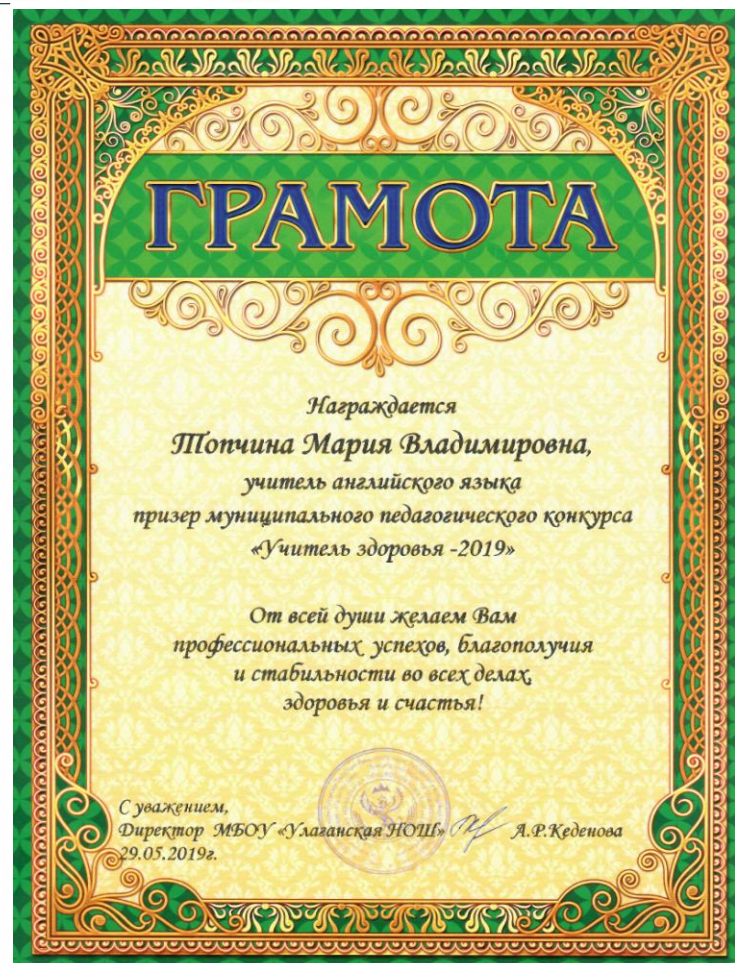 ГРАМОТА
Награждается
Топчина Мария Владимировна,
учитель английского языка
призер муниципального педагогического конкурса
«Учитель здоровья -2019»
От всей души желаем Вам
профессиональных успехов, благополучия
и стабильности во всех делах,
здоровья и счастья!
С уважением,
Директор МБОУ «Улаганская НОШ» А.Р.Кеденова
29.05.2019г.